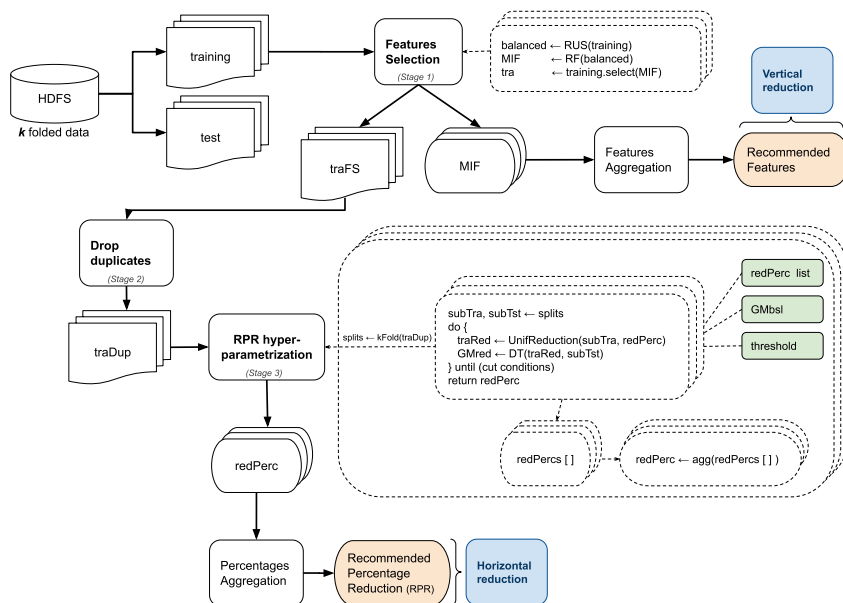 HDFS
k folded data
training
test
Features
Selection
(Stage 1)
balanced ← RUS(training)
MIF ← RF(balanced)
tra ← training.select(MIF)
Vertical
reduction
traFS
MIF
Features
Aggregation
Recommended
Features
Drop
duplicates
(Stage 2)
traDup
RPR hyper-
parametrization
(Stage 3)
splits ← kFold(traDup)
subTra, subTst ← splits
do {
traRed ← UnifReduction(subTra, redPerc)
GMred ← DT(traRed, subTst)
} until (cut conditions)
return redPerc
redPerc list
GMbsl
threshold
redPercs [ ]
redPerc ← agg(redPercs [ ] )
redPerc
Percentages
Aggregation
Recommended
Percentage
Reduction (RPR)
Horizontal
reduction